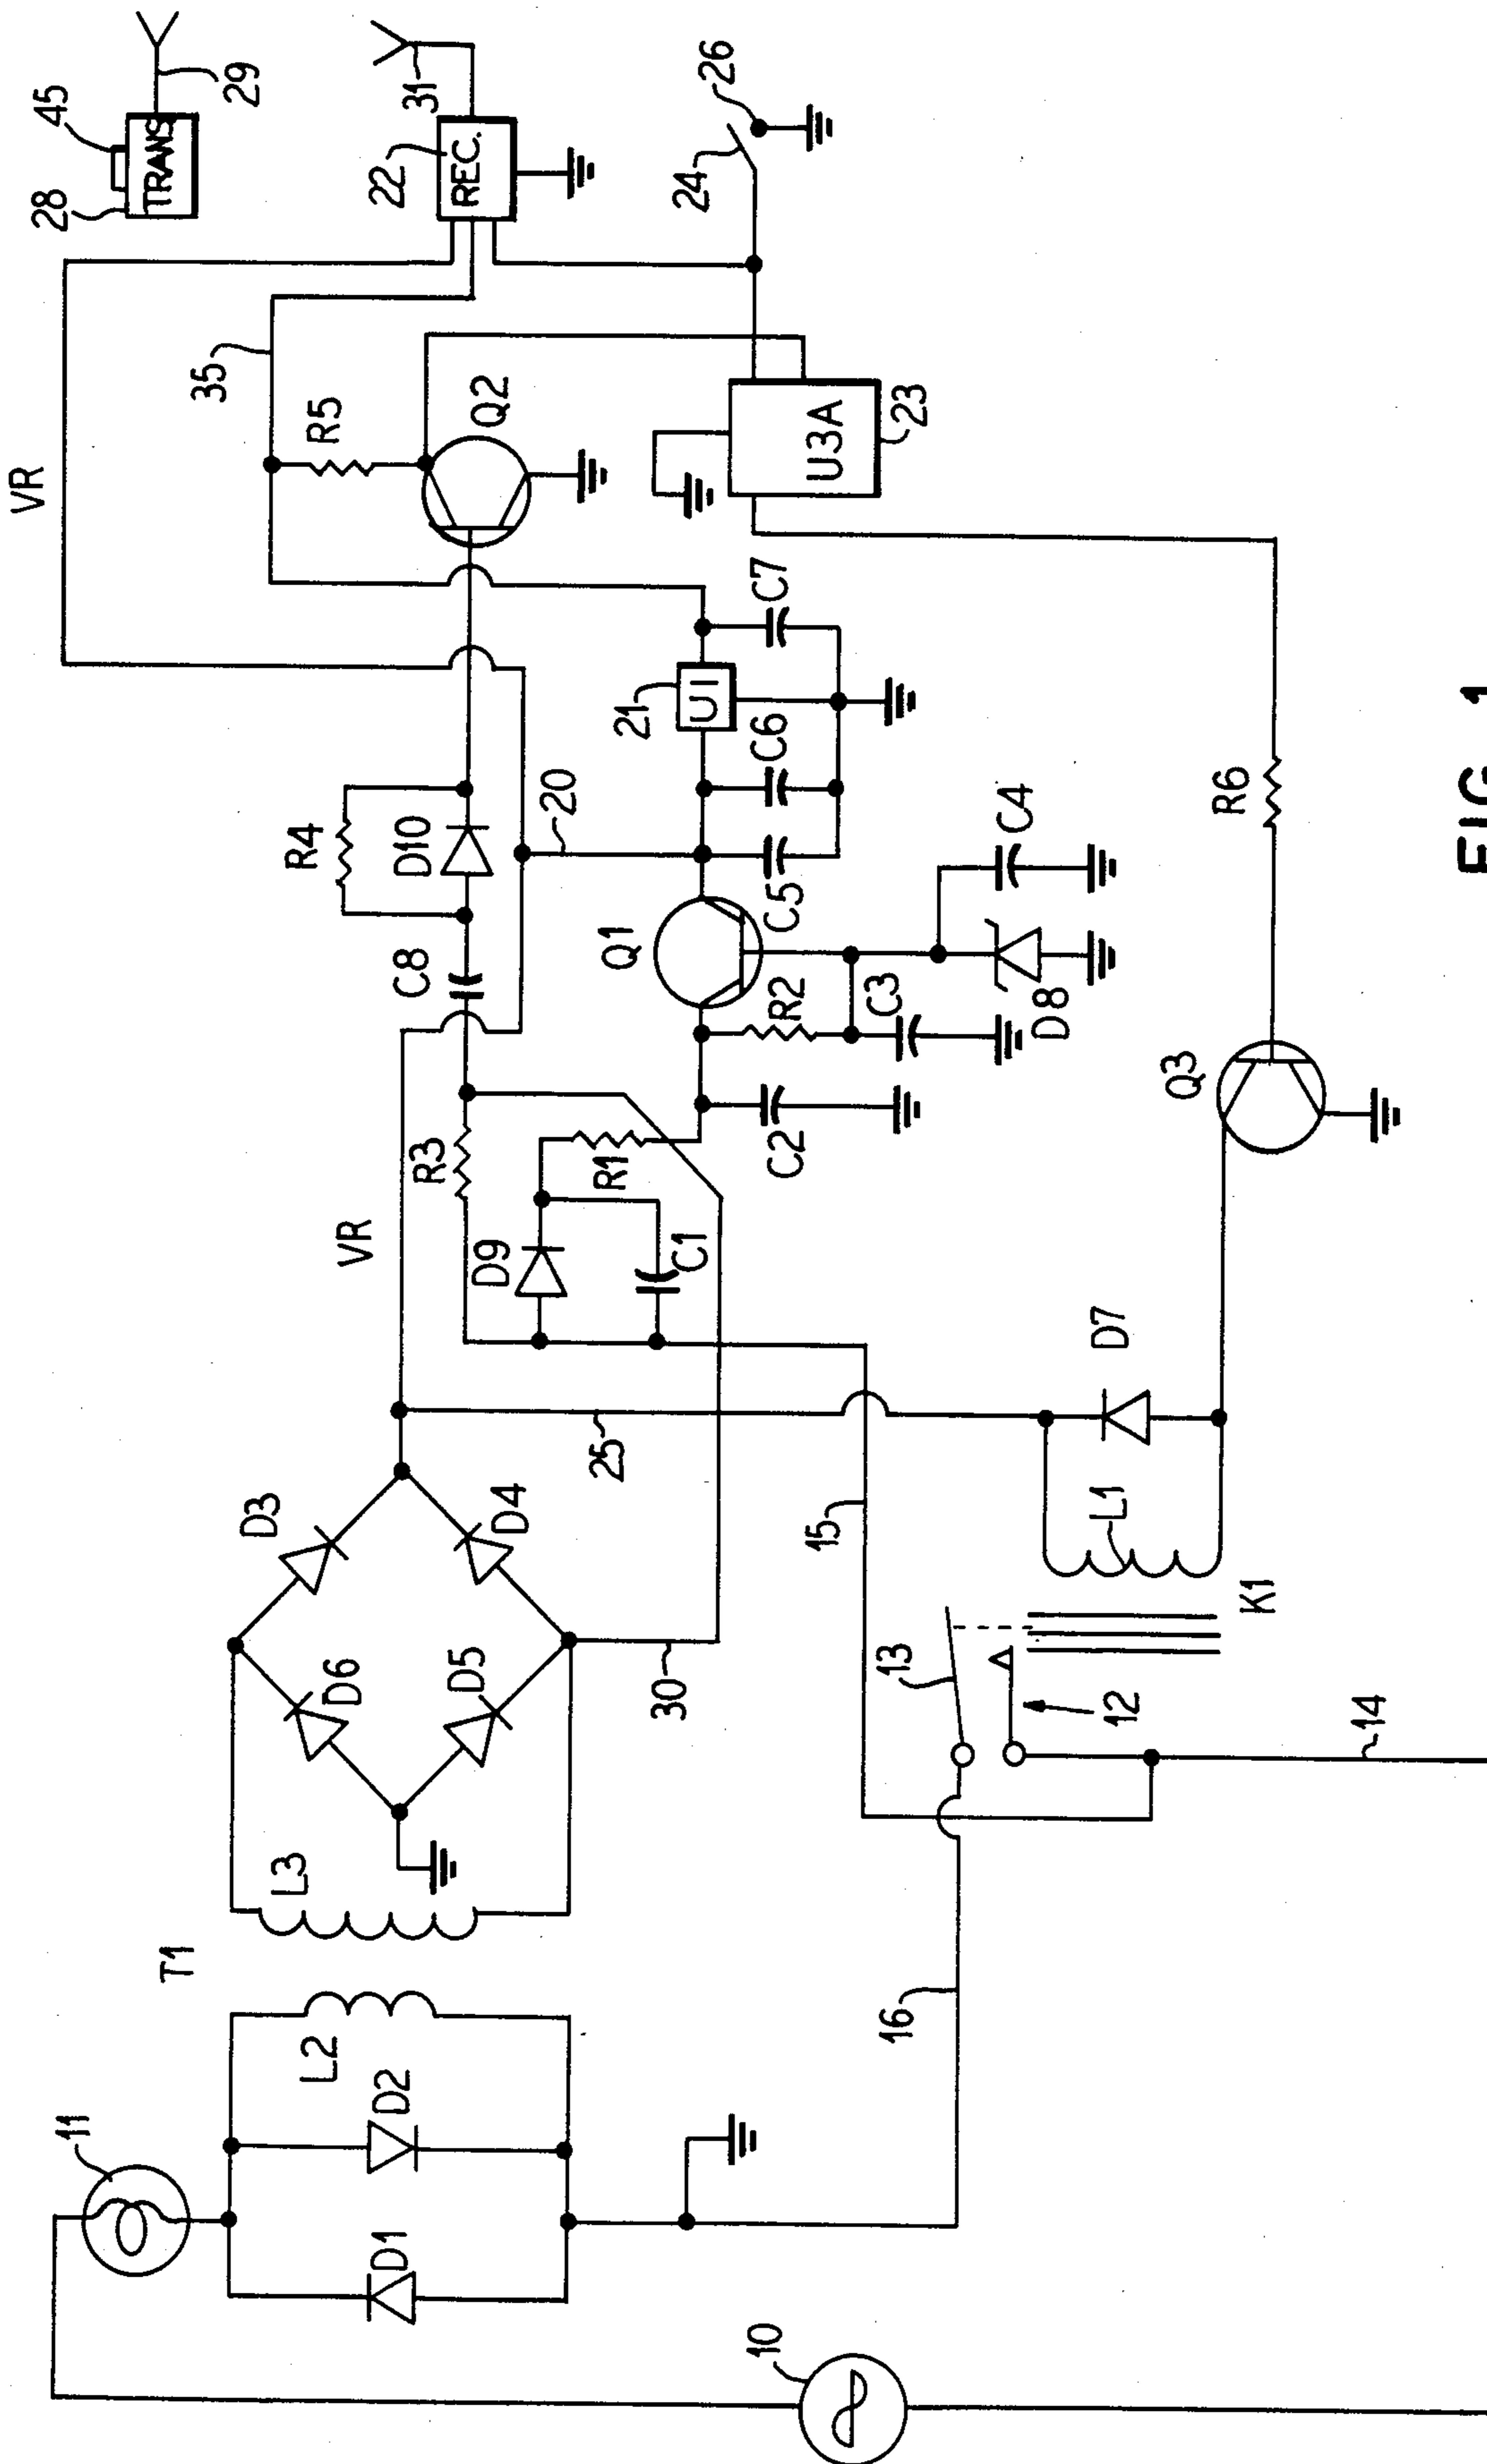 45
28
TRANS
29
31
22
REC.
26
24
VR
35
R5
Q2
U3A
23
C7
21
U1
C6
20
R4
D10
C5
C4
R6
C8
Q1
R2
C3
D8
Q3
R3
R1
C2
VR
D9
C1
D7
25
D3
D4
15
L1
K1
D6
D5
30
13
12
14
L3
T1
16
L2
D2
11
D1
10
FIG. 1